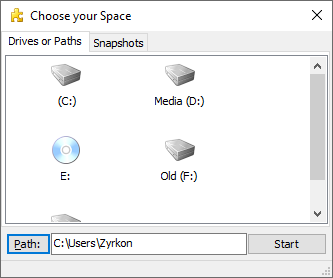 Choose your Space
Drives or Paths Snapshots
(C:) Media (D:)
E: Old (F:)
Path: C:\Users\Zyrkon Start